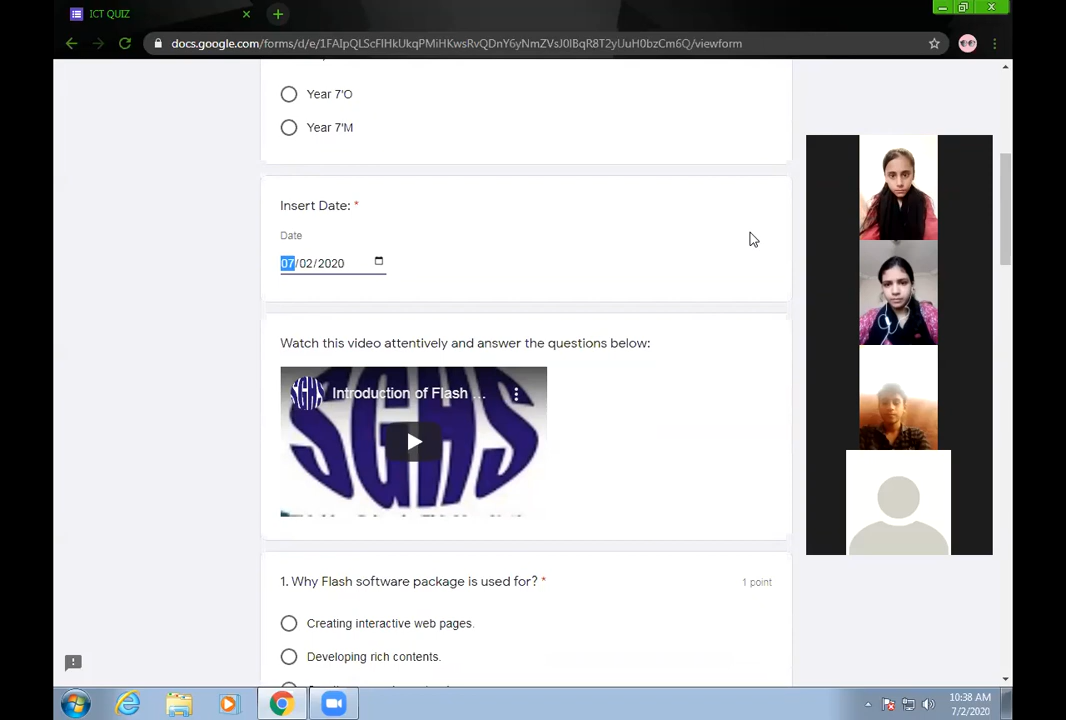 ICT QUIZ
docs.google.com/forms/d/e/1FAIpQLScFIHkUkqPMiHKwsRvQDnY6yNmZVsJ0lBqR8T2yUuH0bzCm6Q/viewform
Year 7'O
Year 7'M
Insert Date: *
Date
07/02/2020
Watch this video attentively and answer the questions below:
SGHS Introduction of Flash ...
SGHS
1. Why Flash software package is used for? * 1 point
Creating interactive web pages.
Developing rich contents.
10:38 AM
7/2/2020